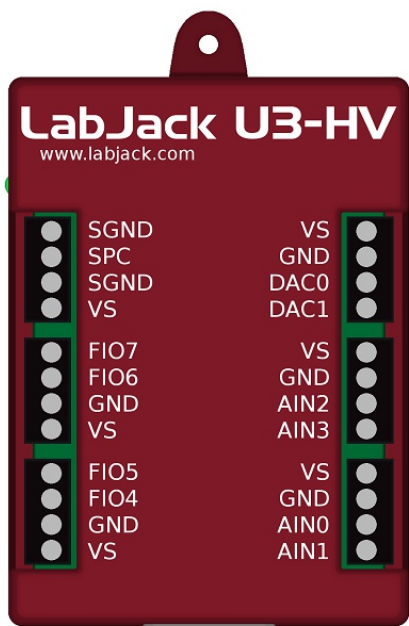 LabJack U3-HV
www.labjack.com
SGND VS
SPC GND
SGND DAC0
VS DAC1
FIO7 VS
FIO6 GND
GND AIN2
VS AIN3
FIO5 VS
FIO4 GND
GND AIN0
VS AIN1